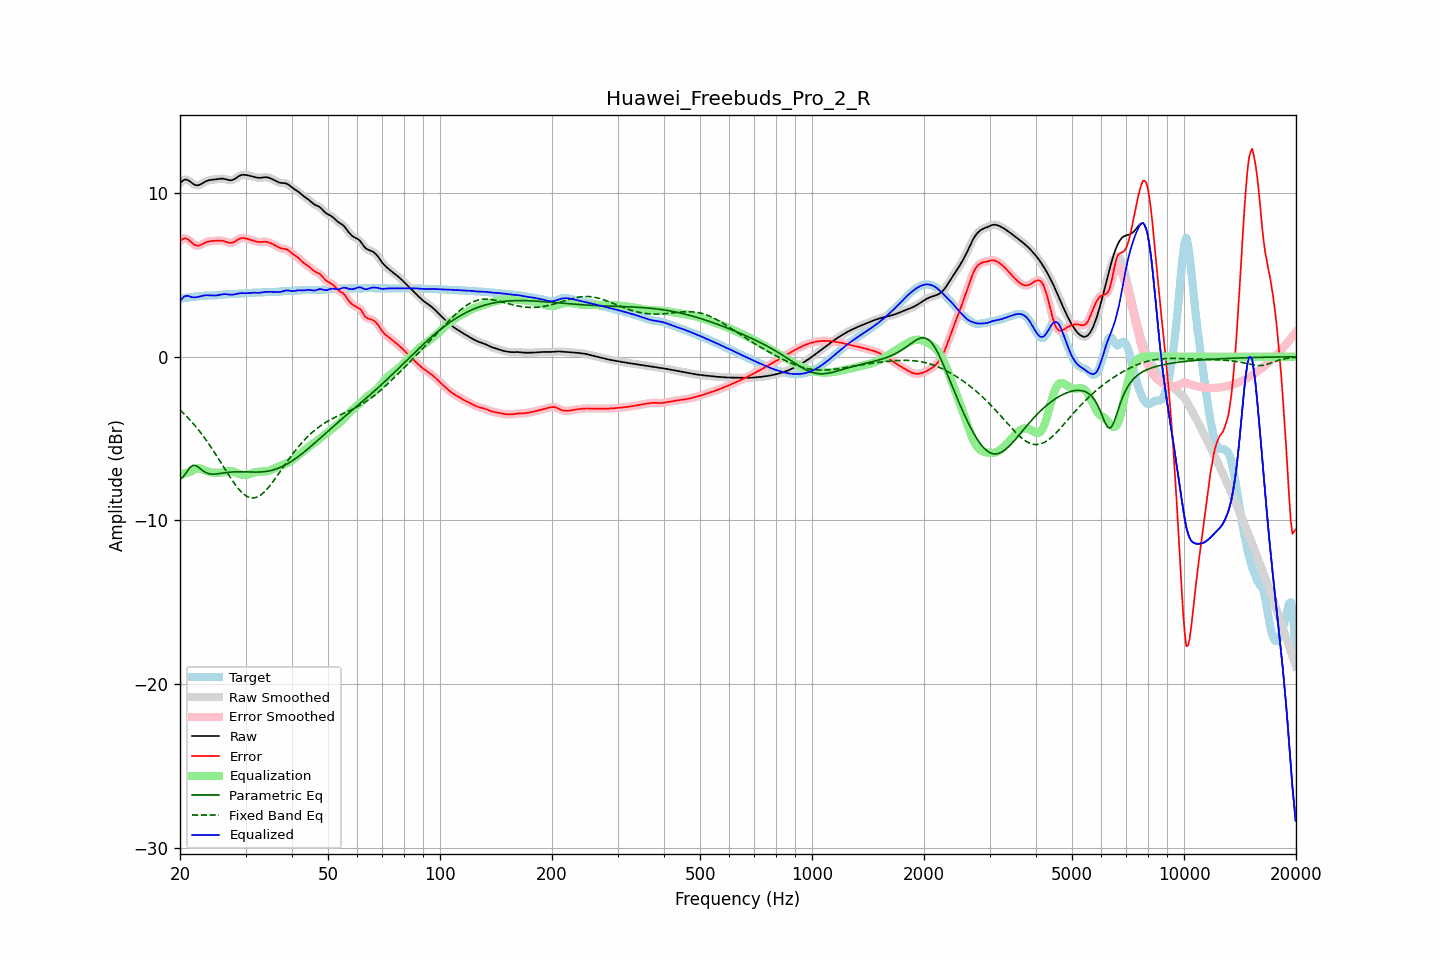 Huawei_Freebuds_Pro_2_R
Amplitude (dBr)
10
0
−10
−20
−30
Target
Raw Smoothed
Error Smoothed
Raw
Error
Equalization
Parametric Eq
Fixed Band Eq
Equalized
20 50 100 200 500 1000 2000 5000 10000 20000
Frequency (Hz)